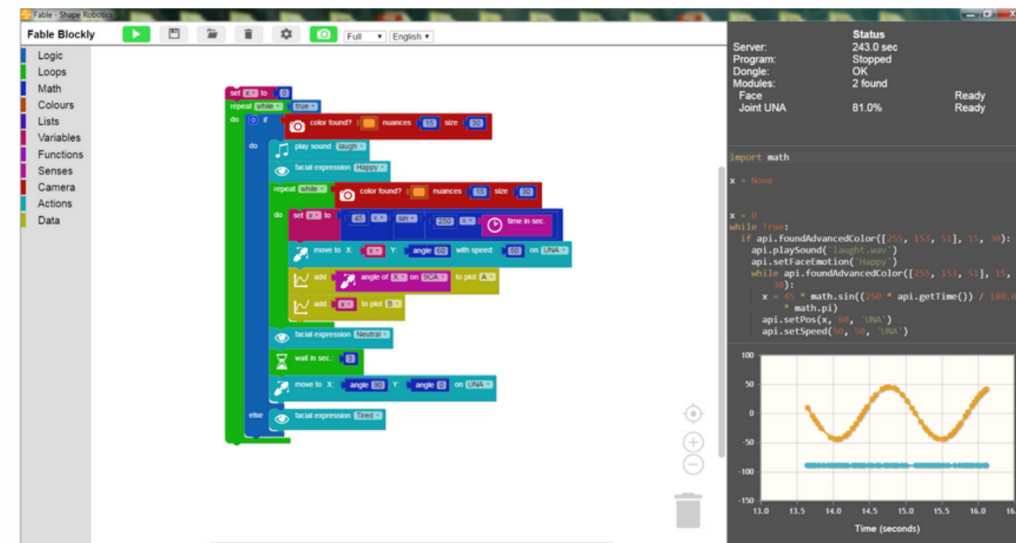 Fable - Shape Robotics
Fable Blockly
Full
English
Logic
Loops
Math
Colours
Lists
Variables
Functions
Senses
Camera
Actions
Data
set x to 0
repeat while true
do if color found? nuances 15 size 30
do play sound laugh
facial expression Happy
repeat while color found? nuances 15 size 30
do set x to 45 x sin 250 x time in sec.
move to X: x Y: angle 60 with speed: 50 on UNA
add angle of X on to plot A
add x to plot B
facial expression Neutral
wait in sec.: 3
move to X: angle 90 Y: angle 0 on UNA
else facial expression Tired
Status
Server: 243.0 sec
Program: Stopped
Dongle: OK
Modules: 2 found
Face Ready
Joint UNA 81.0% Ready
import math
x = None
x = 0
while True:
if api.foundAdvancedColor([255, 153, 51], 15, 30):
api.playSound('laught.wav')
api.setFaceEmotion('Happy')
while api.foundAdvancedColor([255, 153, 51], 15,
30):
x = 45 * math.sin((250 * api.getTime()) / 180.0
* math.pi)
api.setPos(x, 60, 'UNA')
api.setSpeed(50, 50, 'UNA')
100
50
0
-50
-100
-150
13.0 13.5 14.0 14.5 15.0 15.5 16.0 16.
Time (seconds)